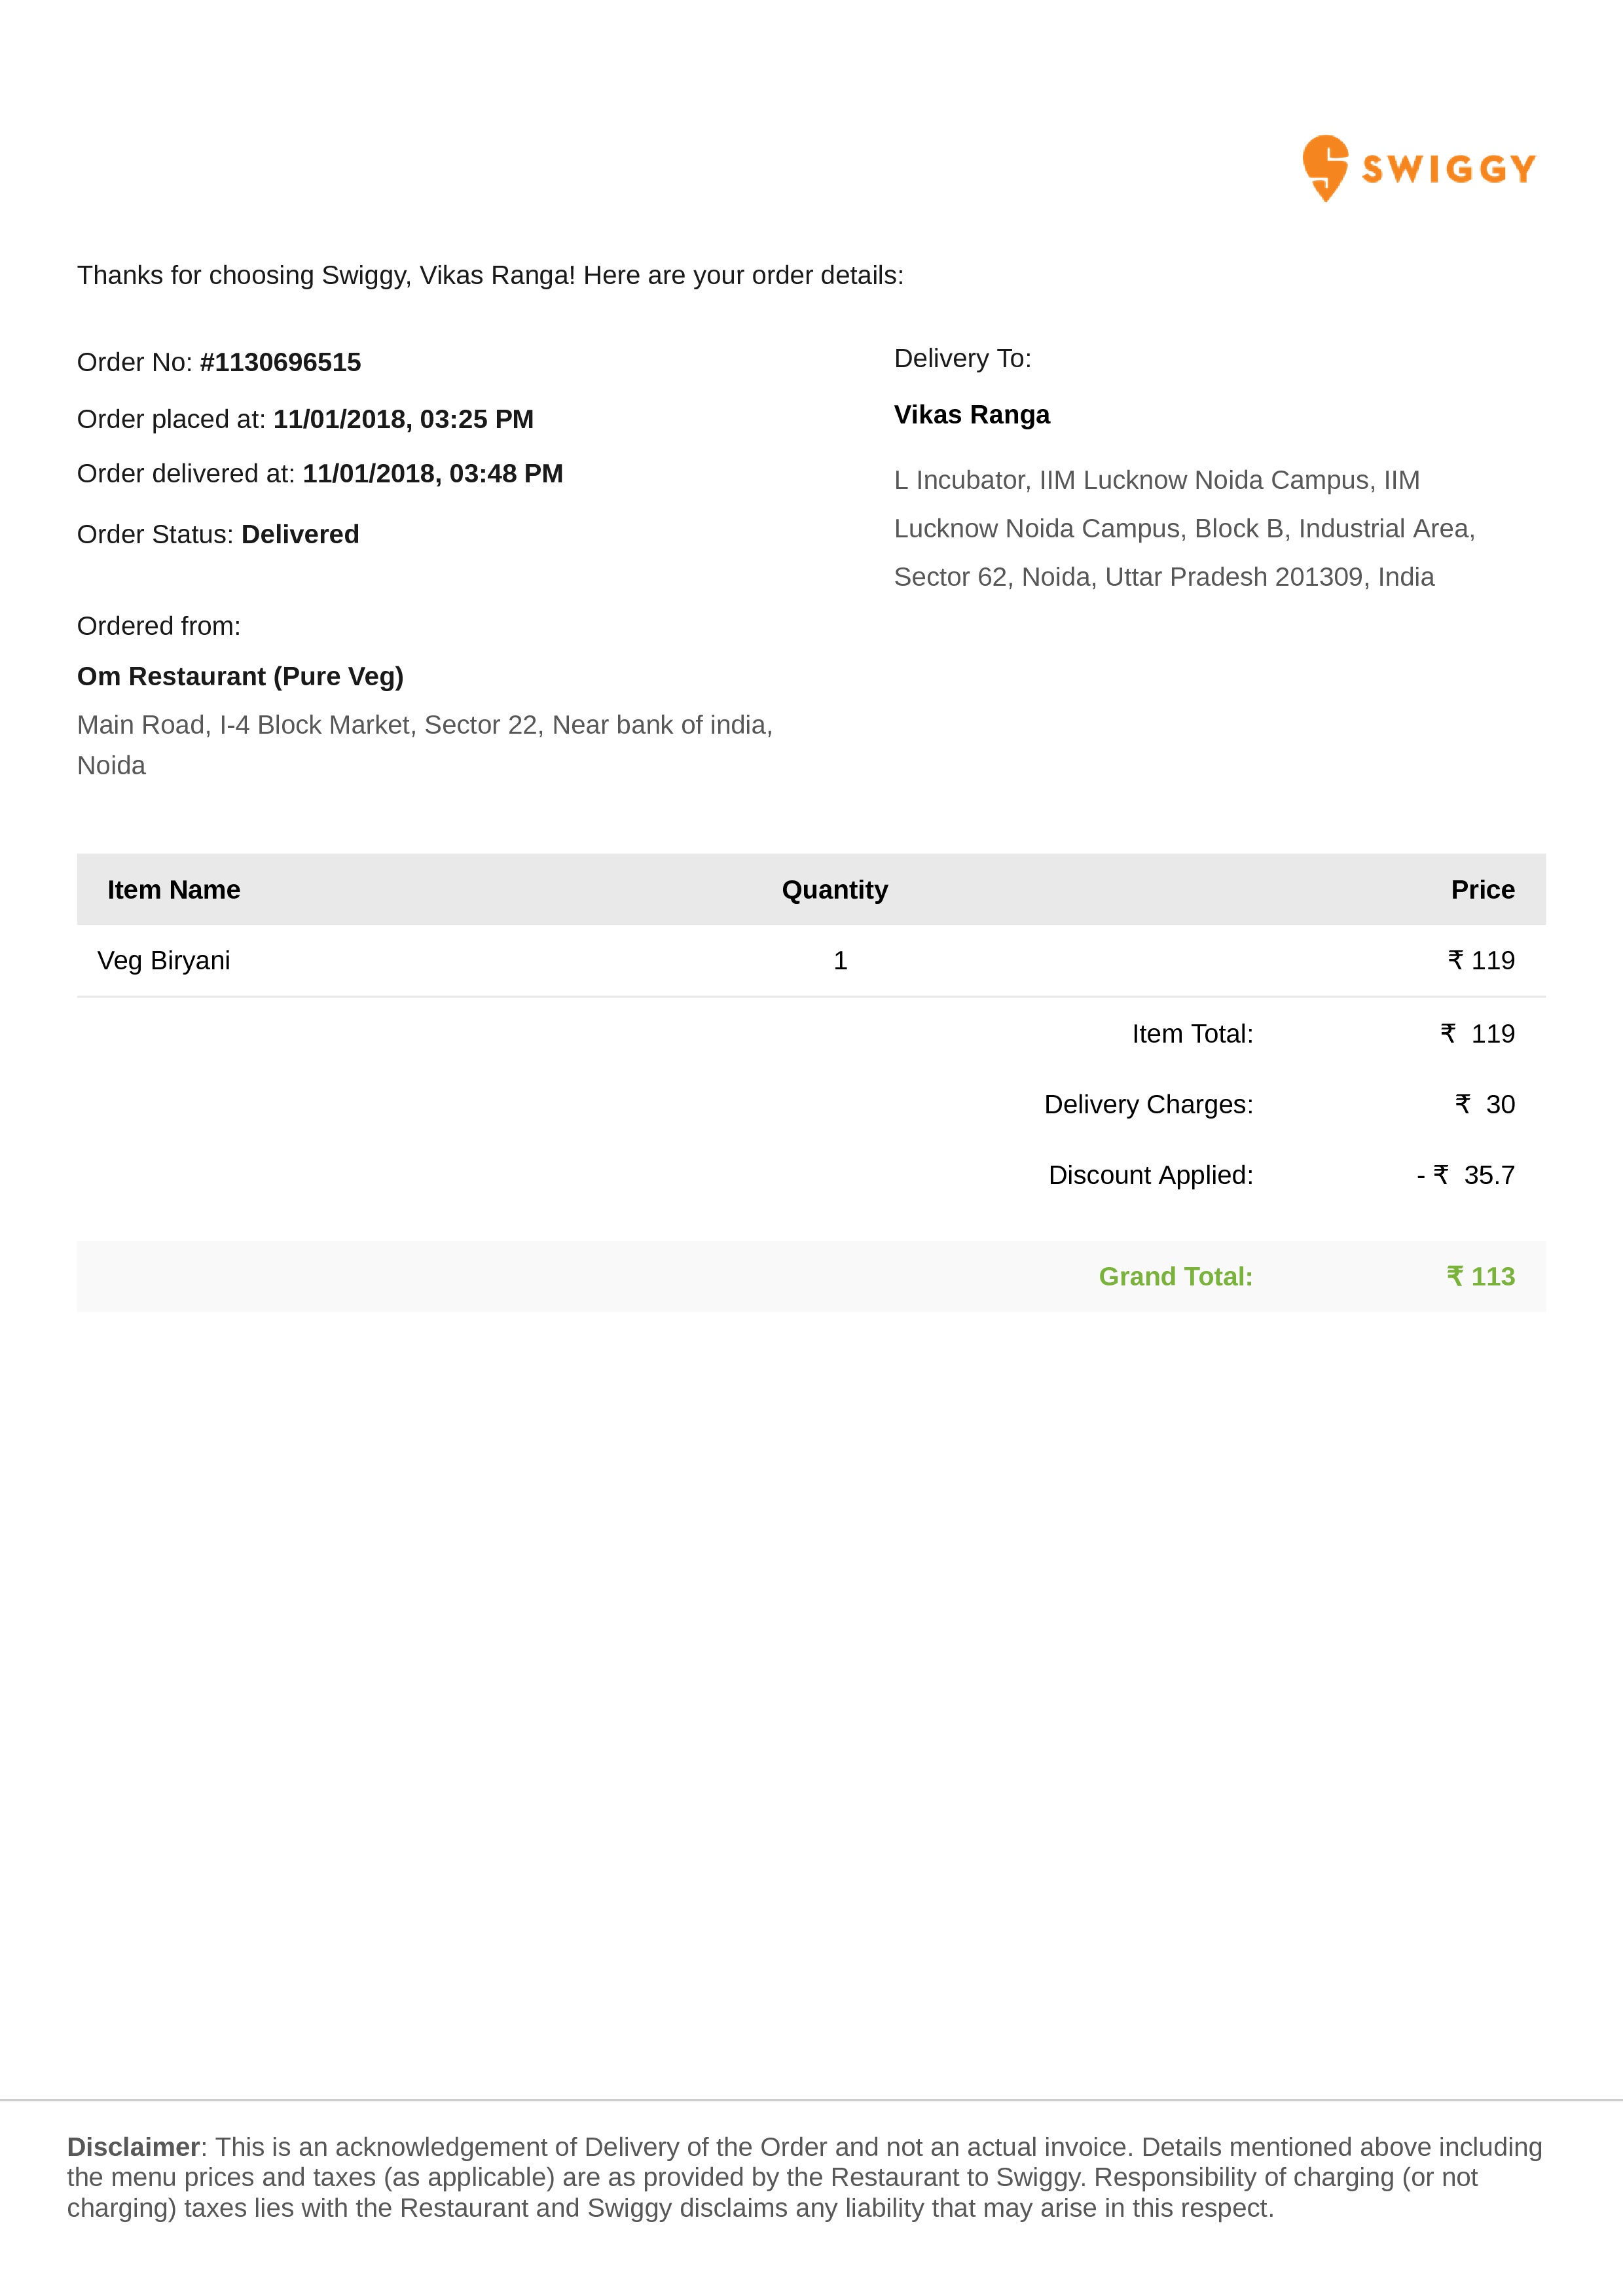 SWIGGY
Thanks for choosing Swiggy, Vikas Ranga! Here are your order details:
Order No: #1130696515
Order placed at: 11/01/2018, 03:25 PM
Order delivered at: 11/01/2018, 03:48 PM
Order Status: Delivered
Delivery To:
Vikas Ranga
L Incubator, IIM Lucknow Noida Campus, IIM
Lucknow Noida Campus, Block B, Industrial Area,
Sector 62, Noida, Uttar Pradesh 201309, India
Ordered from:
Om Restaurant (Pure Veg)
Main Road, I-4 Block Market, Sector 22, Near bank of india,
Noida
Item Name Quantity Price
Veg Biryani 1 ₹ 119
Item Total: ₹ 119
Delivery Charges: ₹ 30
Discount Applied: - ₹ 35.7
Grand Total: ₹ 113
Disclaimer: This is an acknowledgement of Delivery of the Order and not an actual invoice. Details mentioned above including
the menu prices and taxes (as applicable) are as provided by the Restaurant to Swiggy. Responsibility of charging (or not
charging) taxes lies with the Restaurant and Swiggy disclaims any liability that may arise in this respect.